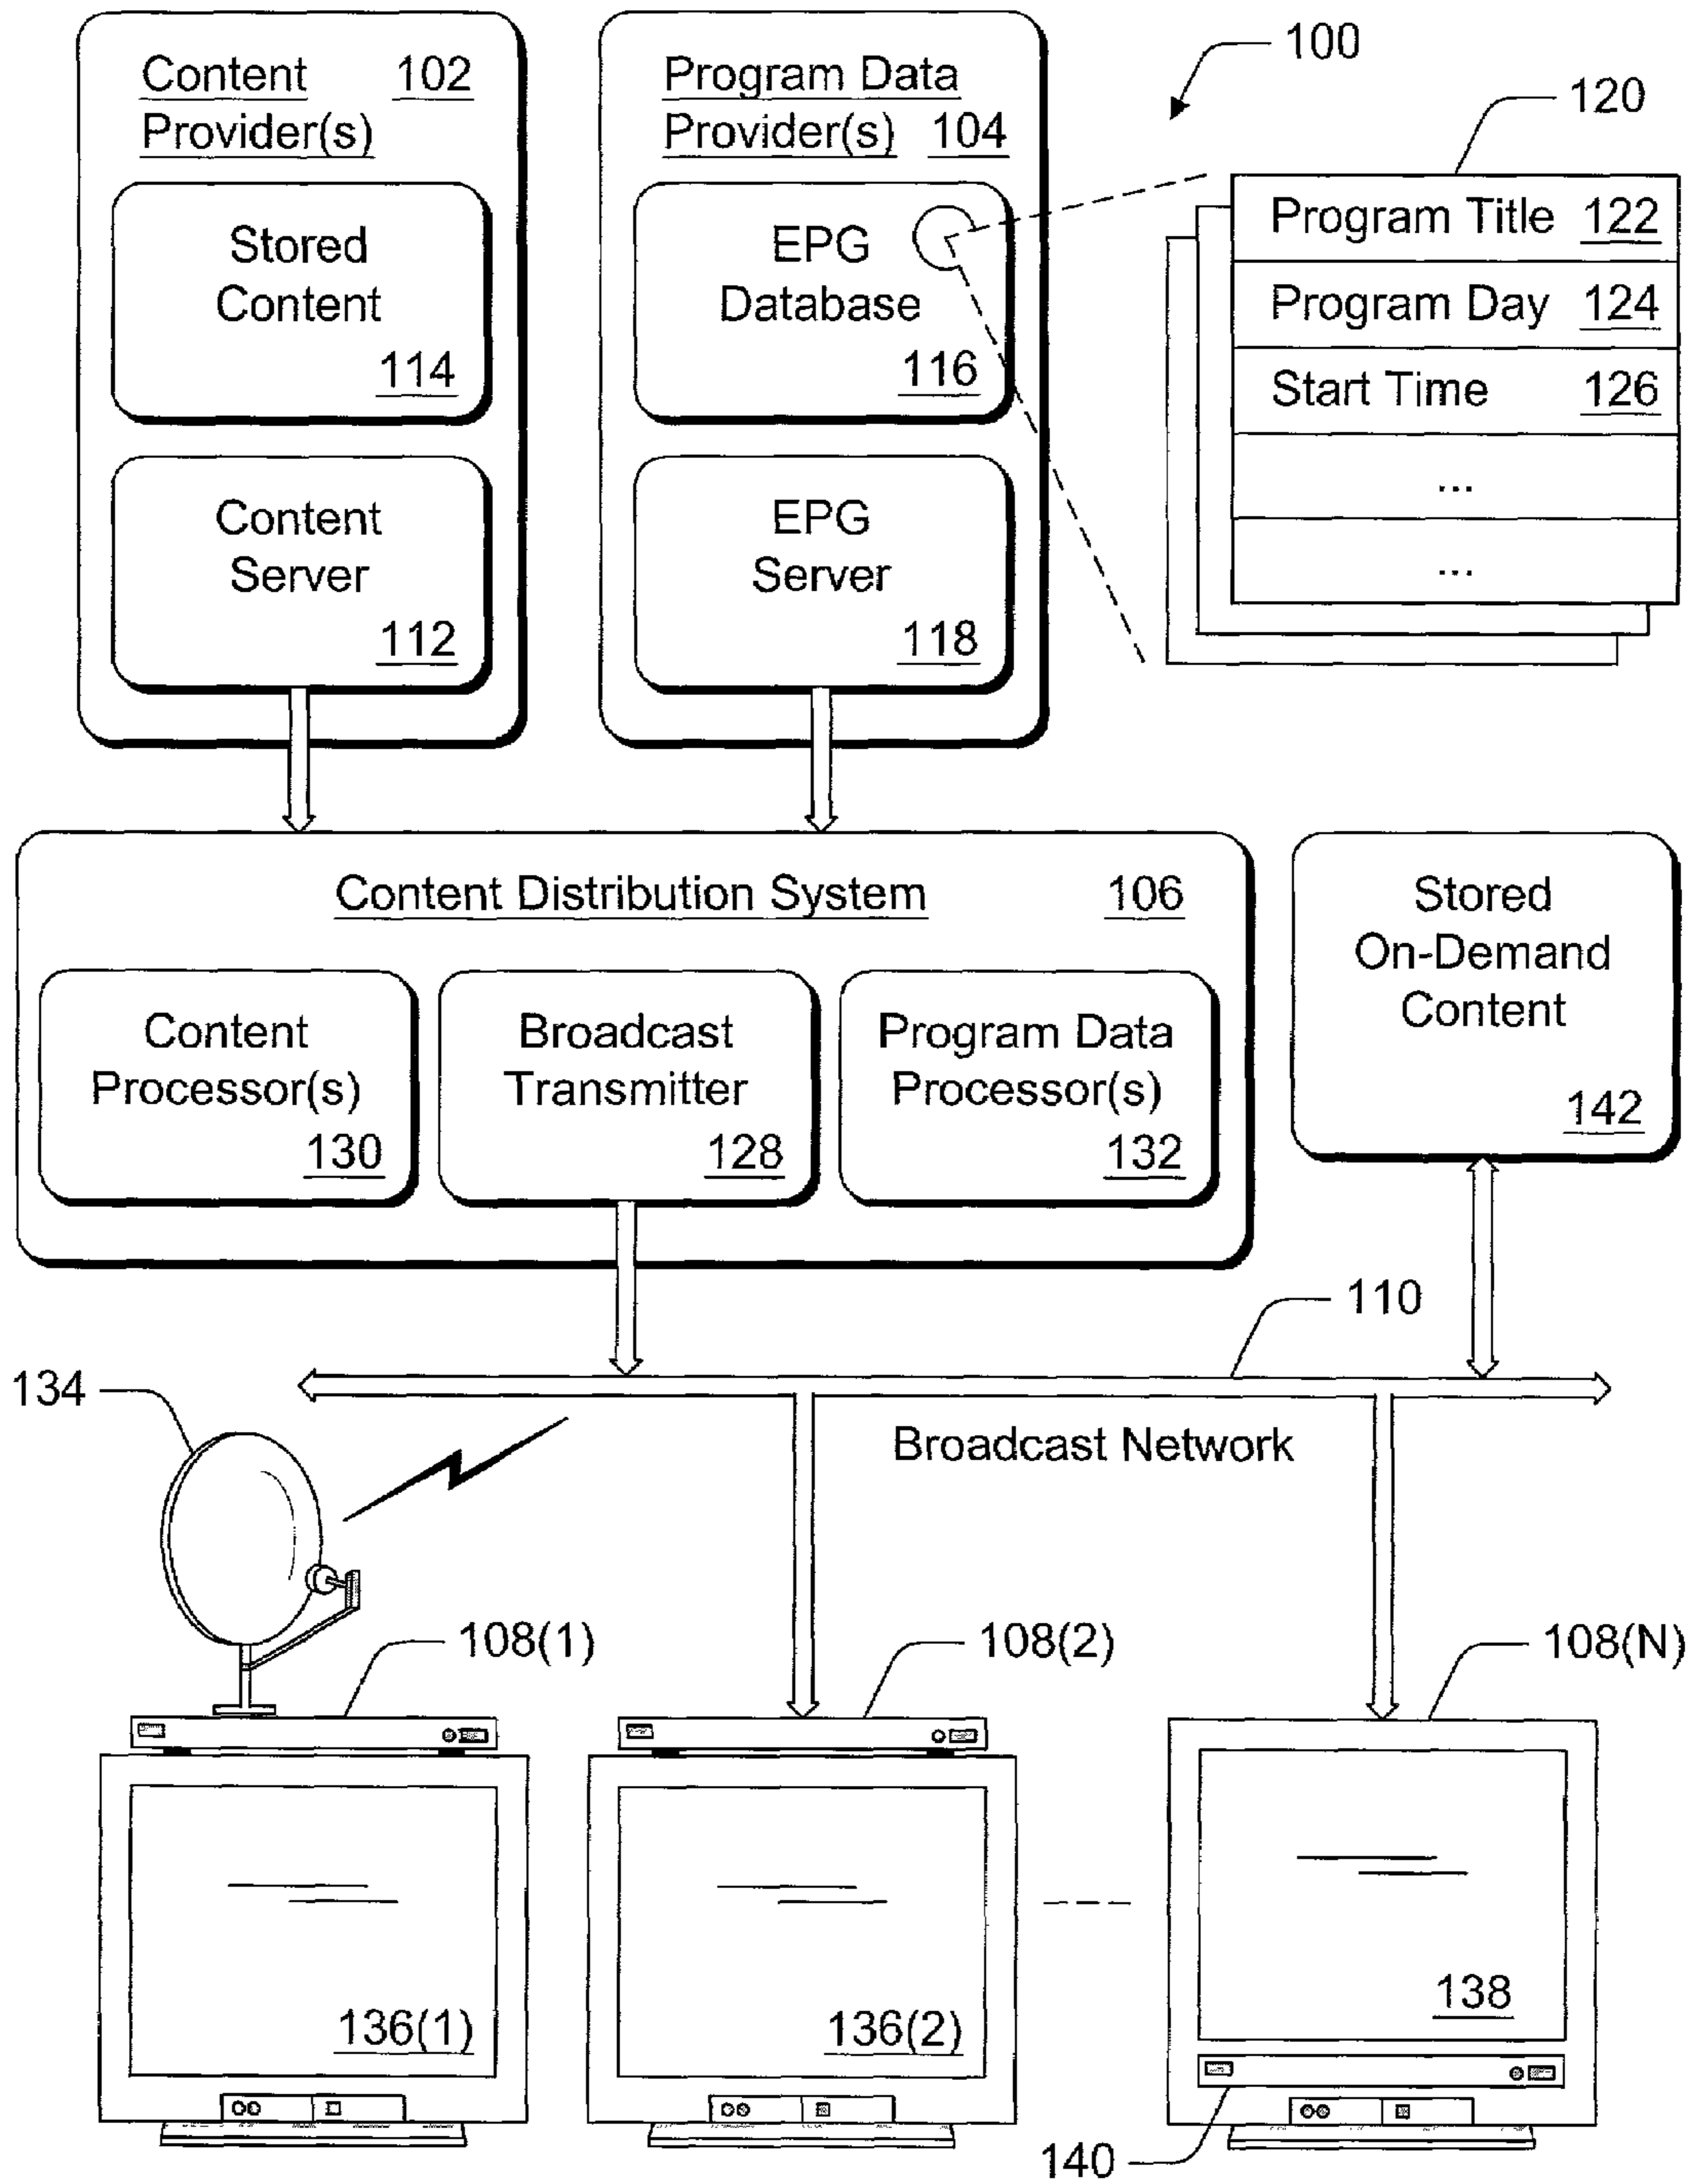 100
Content 102
Provider(s)
Stored
Content
114
Content
Server
112
Program Data
Provider(s) 104
EPG
Database
116
EPG
Server
118
120
Program Title 122
Program Day 124
Start Time 126
...
...
Content Distribution System 106
Content
Processor(s)
130
Broadcast
Transmitter
128
Program Data
Processor(s)
132
Stored
On-Demand
Content
142
110
Broadcast Network
134
108(1)
108(2)
108(N)
136(1)
136(2)
138
140